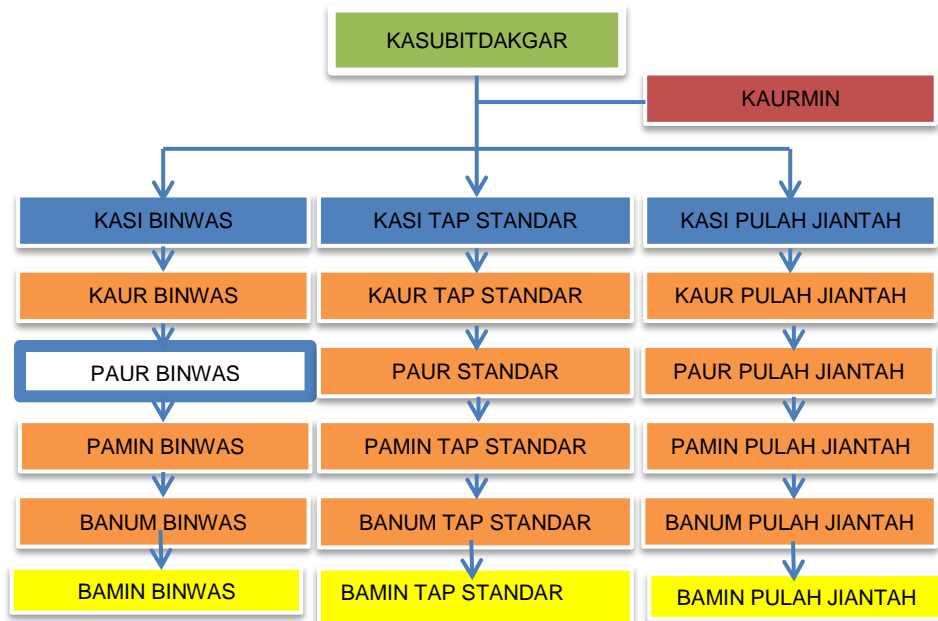 KASUBITDAKGAR
KAURMIN
KASI BINWAS
KASI TAP STANDAR
KASI PULAH JIANTAH
KAUR BINWAS
KAUR TAP STANDAR
KAUR PULAH JIANTAH
PAUR BINWAS
PAUR STANDAR
PAUR PULAH JIANTAH
PAMIN BINWAS
PAMIN TAP STANDAR
PAMIN PULAH JIANTAH
BANUM BINWAS
BANUM TAP STANDAR
BANUM PULAH JIANTAH
BAMIN BINWAS
BAMIN TAP STANDAR
BAMIN PULAH JIANTAH